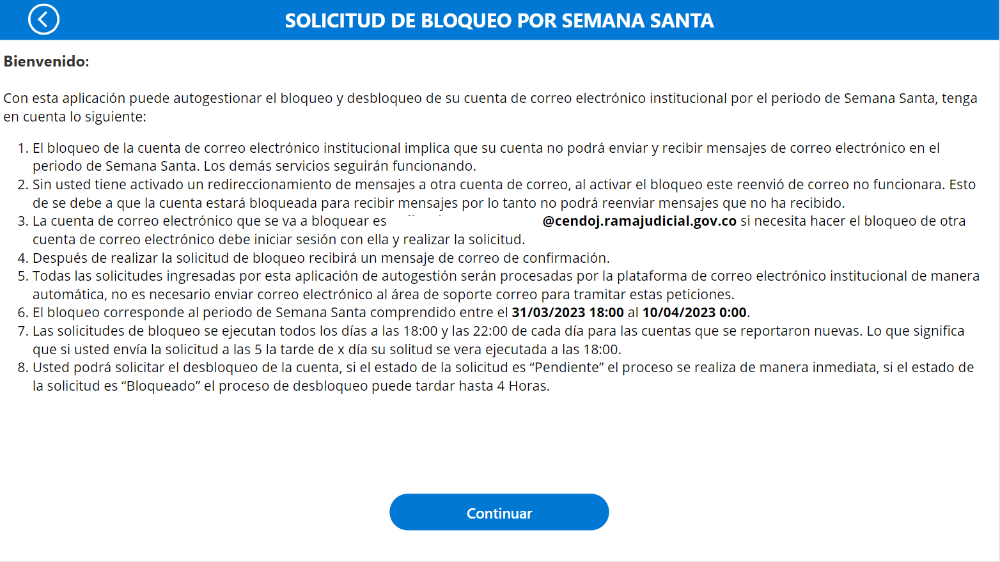 SOLICITUD DE BLOQUEO POR SEMANA SANTA
Bienvenido:
Con esta aplicación puede autogestionar el bloqueo y desbloqueo de su cuenta de correo electrónico institucional por el periodo de Semana Santa, tenga
en cuenta lo siguiente:
1. El bloqueo de la cuenta de correo electrónico institucional implica que su cuenta no podrá enviar y recibir mensajes de correo electrónico en el
periodo de Semana Santa. Los demás servicios seguirán funcionando.
2. Sin usted tiene activado un redireccionamiento de mensajes a otra cuenta de correo, al activar el bloqueo este reenvió de correo no funcionara. Esto
de se debe a que la cuenta estará bloqueada para recibir mensajes por lo tanto no podrá reenviar mensajes que no ha recibido.
3. La cuenta de correo electrónico que se va a bloquear es @cendoj.ramajudicial.gov.co si necesita hacer el bloqueo de otra
cuenta de correo electrónico debe iniciar sesión con ella y realizar la solicitud.
4. Después de realizar la solicitud de bloqueo recibirá un mensaje de correo de confirmación.
5. Todas las solicitudes ingresadas por esta aplicación de autogestión serán procesadas por la plataforma de correo electrónico institucional de manera
automática, no es necesario enviar correo electrónico al área de soporte correo para tramitar estas peticiones.
6. El bloqueo corresponde al periodo de Semana Santa comprendido entre el 31/03/2023 18:00 al 10/04/2023 0:00.
7. Las solicitudes de bloqueo se ejecutan todos los días a las 18:00 y las 22:00 de cada día para las cuentas que se reportaron nuevas. Lo que significa
que si usted envía la solicitud a las 5 la tarde de x día su solitud se vera ejecutada a las 18:00.
8. Usted podrá solicitar el desbloqueo de la cuenta, si el estado de la solicitud es “Pendiente” el proceso se realiza de manera inmediata, si el estado de
la solicitud es “Bloqueado” el proceso de desbloqueo puede tardar hasta 4 Horas.
Continuar